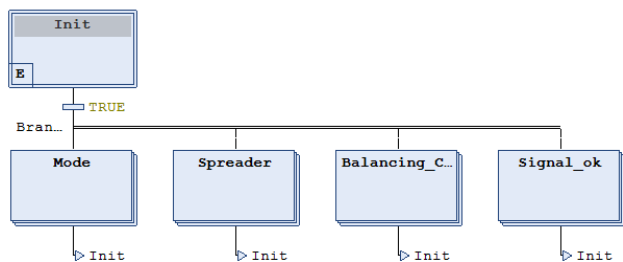 Init
E
TRUE
Bran...
Mode
Spreader
Balancing_C...
Signal_ok
Init
Init
Init
Init